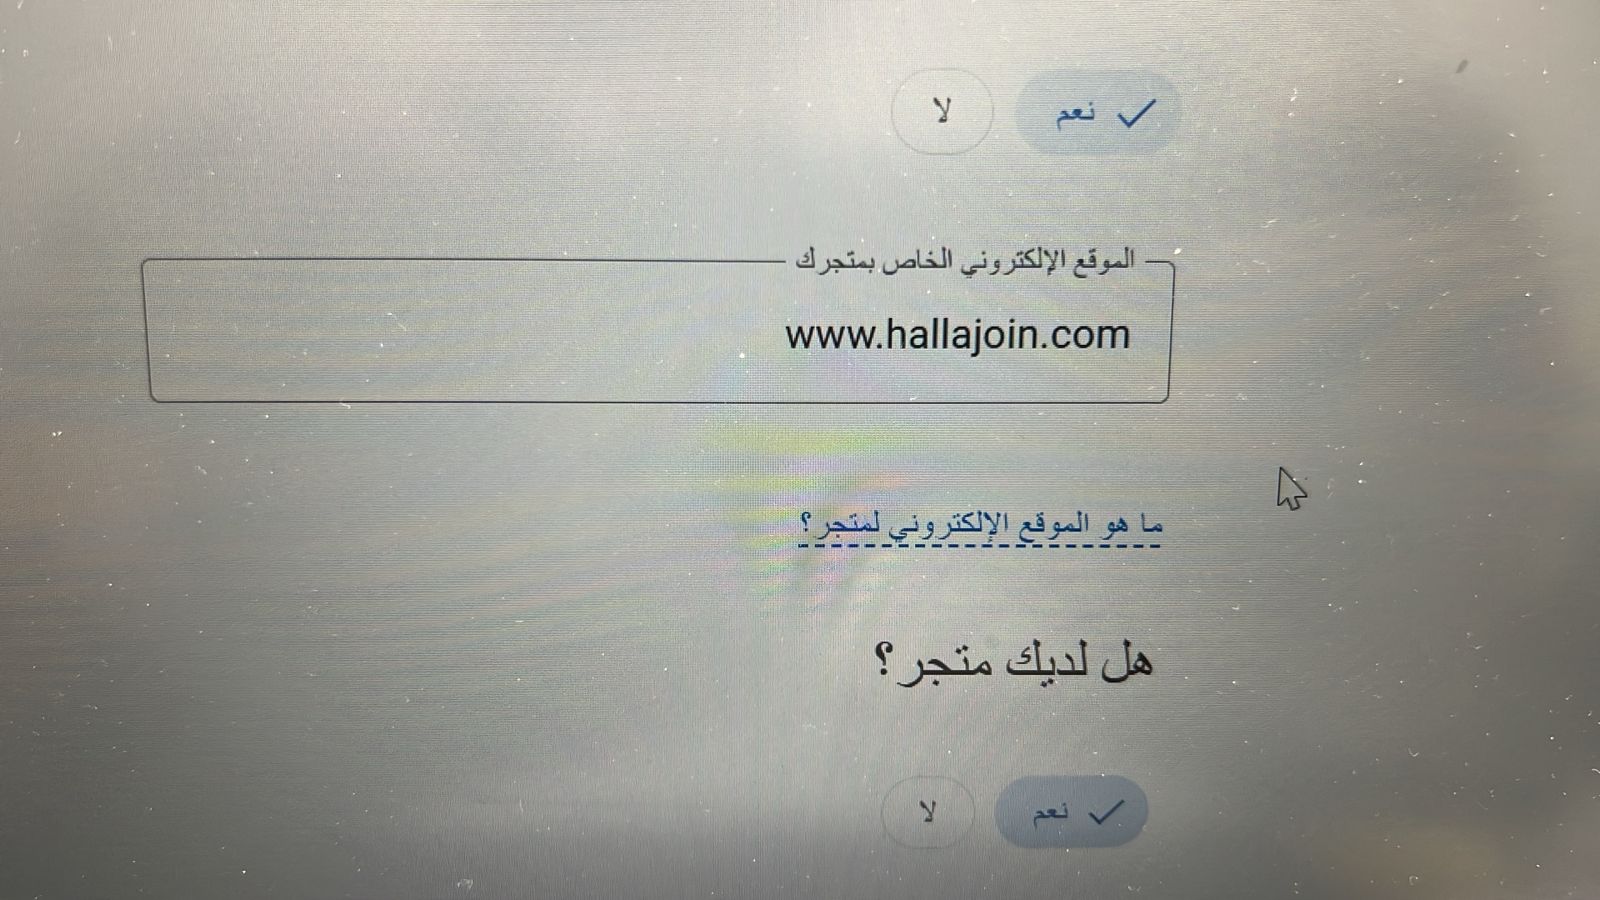 نعم لا
الموقع الإلكتروني الخاص بمتجرك
www.hallajoin.com
ما هو الموقع الإلكتروني لمتجر؟
هل لديك متجر؟
نعم لا